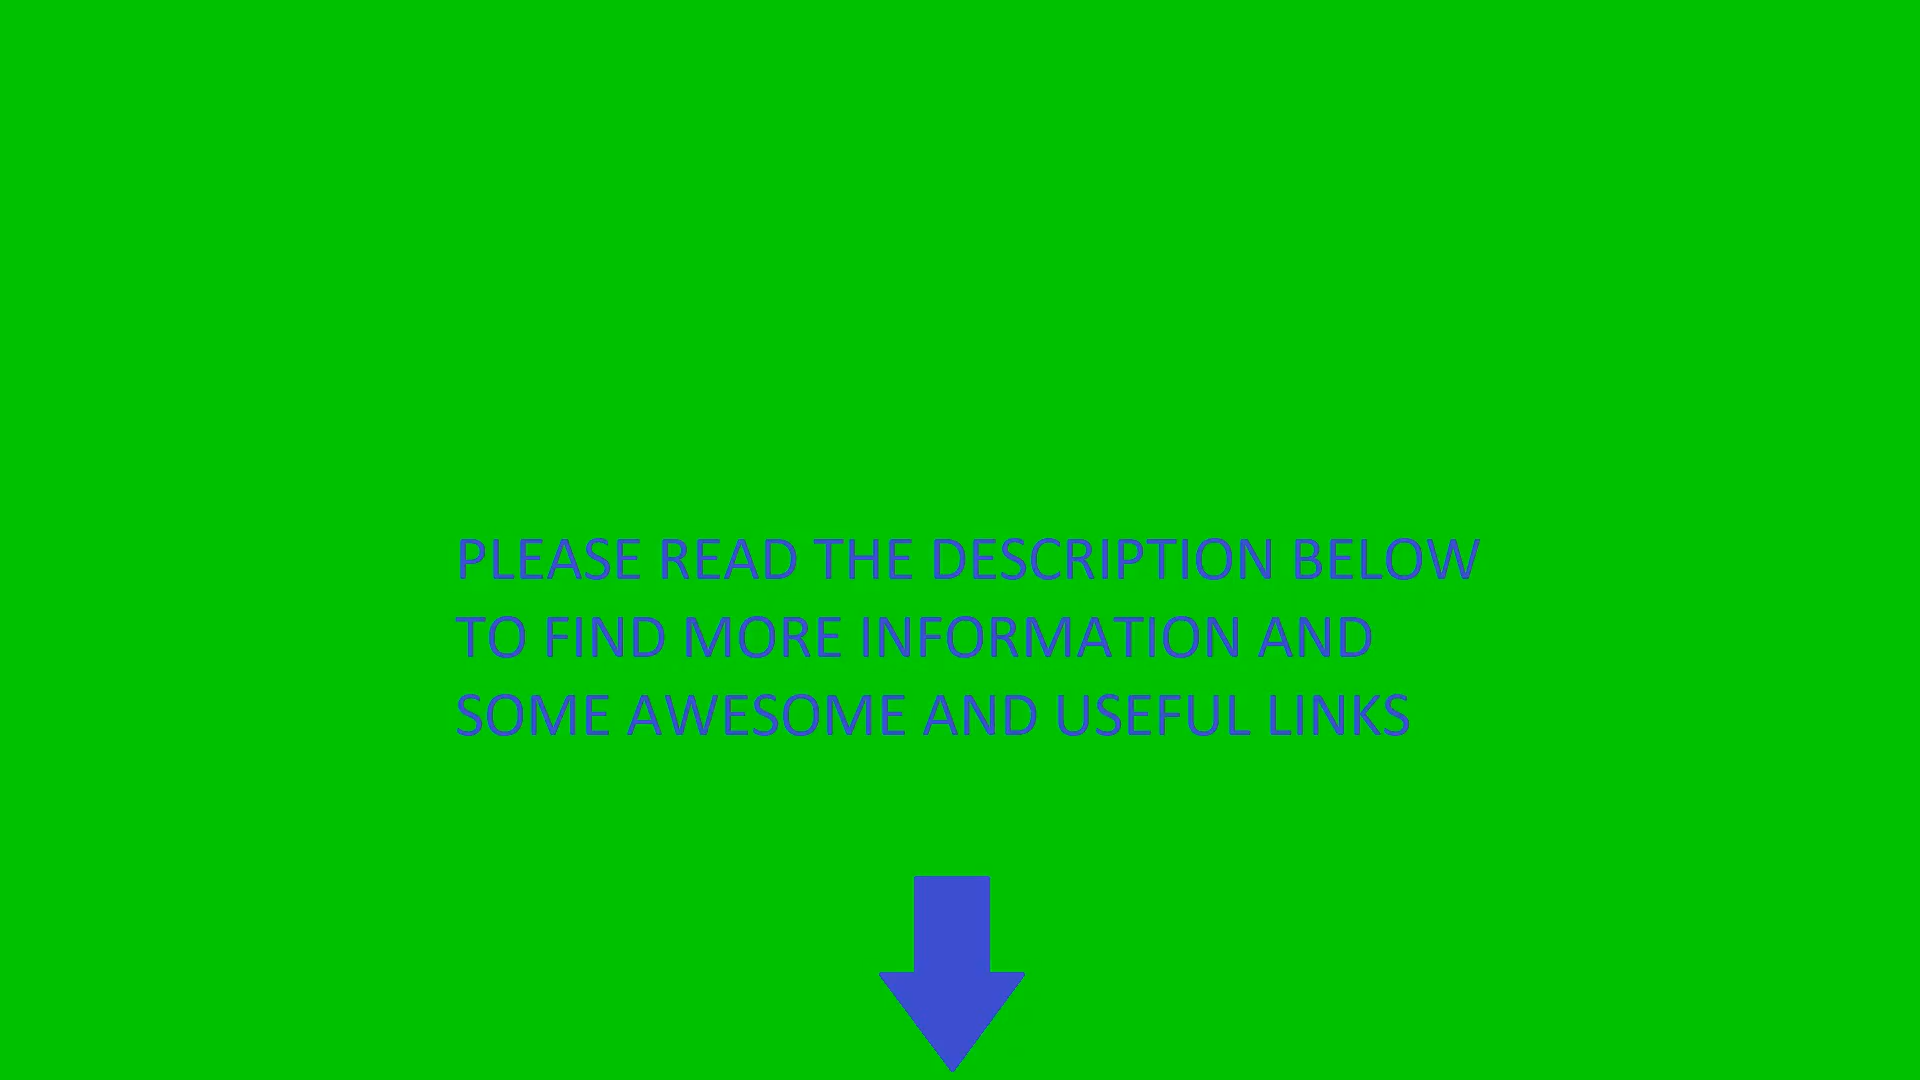 PLEASE READ THE DESCRIPTION BELOW
TO FIND MORE INFORMATION AND
SOME AWESOME AND USEFUL LINKS